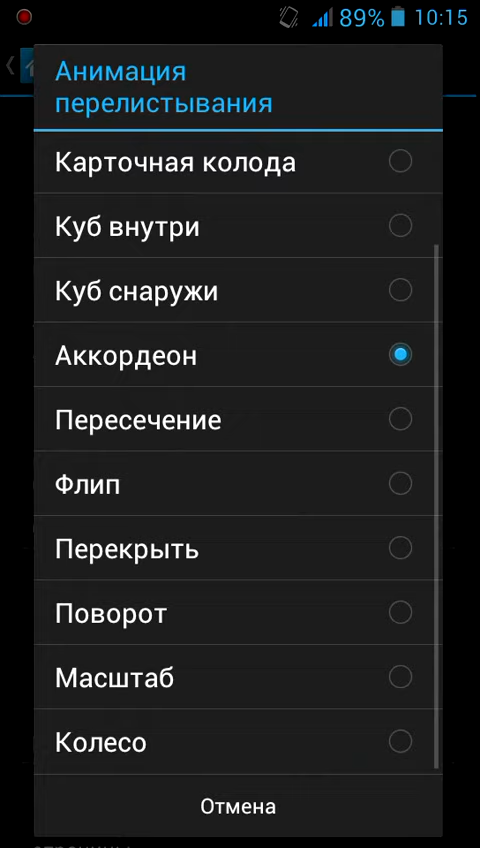 89% 10:15
Анимация
перелистывания
Карточная колода
Куб внутри
Куб снаружи
Аккордеон
Пересечение
Флип
Перекрыть
Поворот
Масштаб
Колесо
Отмена